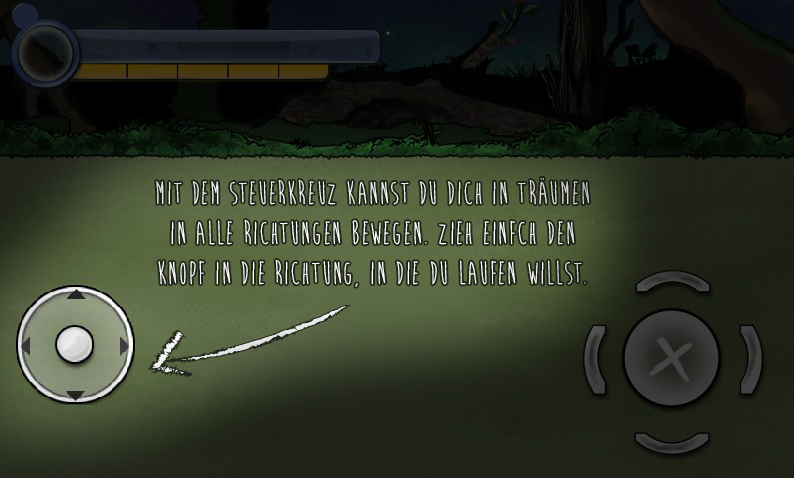 MIT DEM STEUERKREUZ KANNST DU DICH IN TRÄUMEN
IN ALLE RICHTUNGEN BEWEGEN. ZIEH EINFCH DEN
KNOPF IN DIE RICHTUNG, IN DIE DU LAUFEN WILLST.